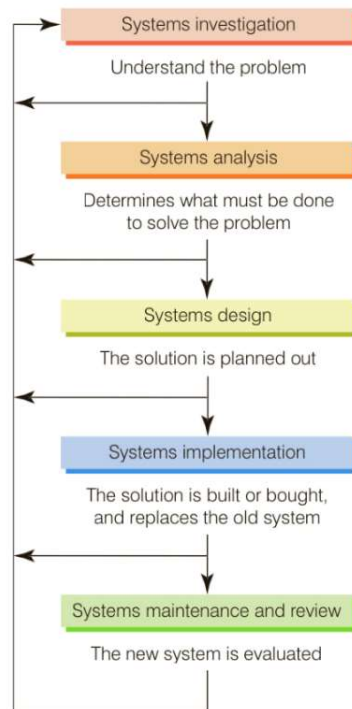 Systems investigation
Understand the problem
Systems analysis
Determines what must be done
to solve the problem
Systems design
The solution is planned out
Systems implementation
The solution is built or bought,
and replaces the old system
Systems maintenance and review
The new system is evaluated